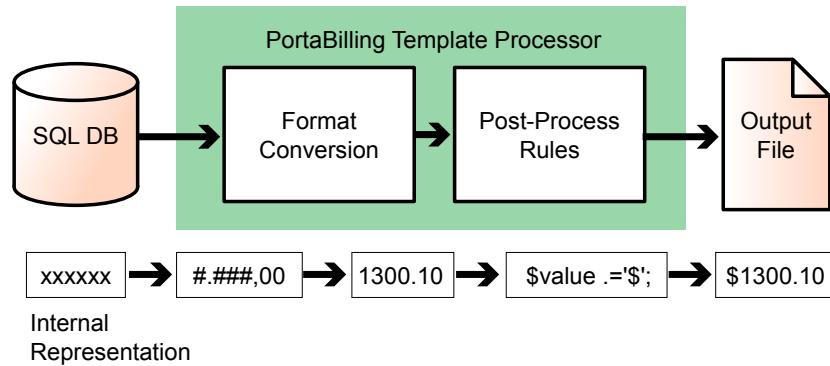 PortaBilling Template Processor
SQL DB
Format
Conversion
Post-Process
Rules
Output
File
xxxxxx
#.###,00
1300.10
$value .='$';
$1300.10
Internal
Representation